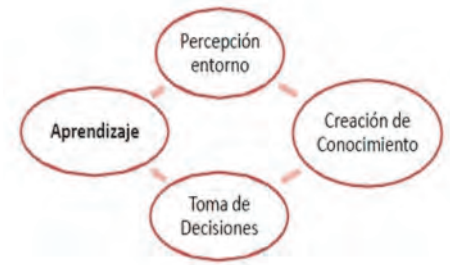 Percepción
entorno
Aprendizaje
Creación de
Conocimiento
Toma de
Decisiones